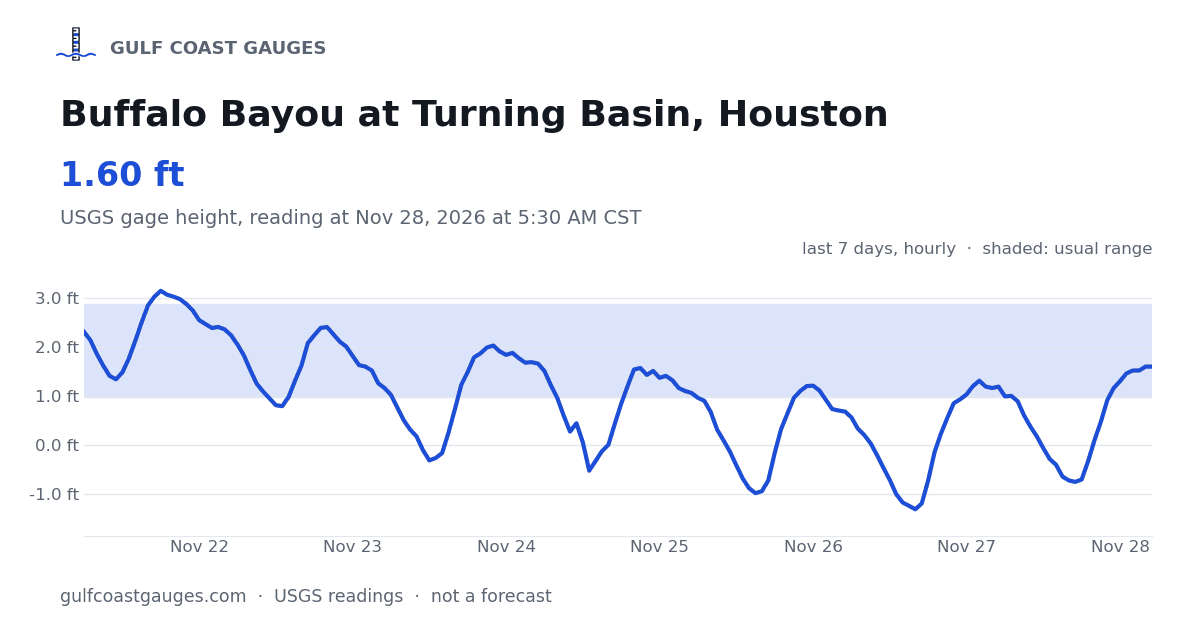 GULF COAST GAUGES
Buffalo Bayou at Turning Basin, Houston
1.60 ft
USGS gage height, reading at Nov 28, 2026 at 5:30 AM CST
last 7 days, hourly · shaded: usual range
3.0 ft
2.0 ft
1.0 ft
0.0 ft
-1.0 ft
Nov 22 Nov 23 Nov 24 Nov 25 Nov 26 Nov 27 Nov 28
gulfcoastgauges.com · USGS readings · not a forecast